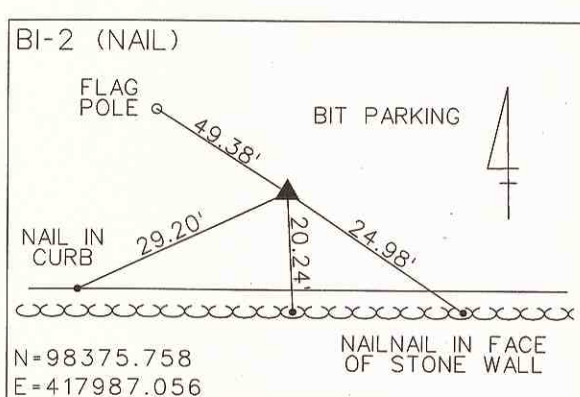 BI-2 (NAIL)
FLAG
POLE
BIT PARKING
49.38'
NAIL IN
CURB
29.20'
20.24'
24.98'
NAILNAIL IN FACE
OF STONE WALL
N=98375.758
E=417987.056